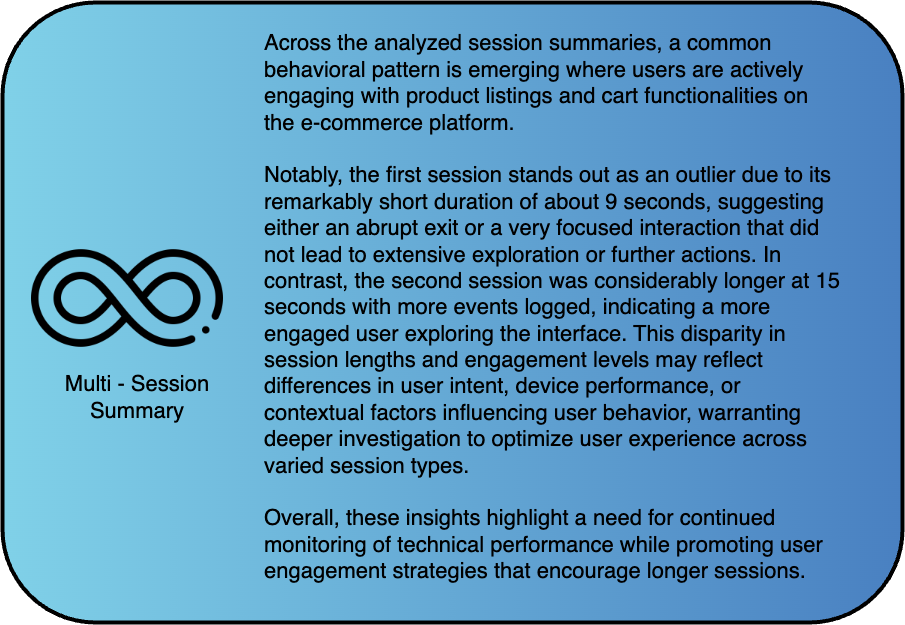 Across the analyzed session summaries, a common
behavioral pattern is emerging where users are actively
engaging with product listings and cart functionalities on
the e-commerce platform.
Notably, the first session stands out as an outlier due to its
remarkably short duration of about 9 seconds, suggesting
either an abrupt exit or a very focused interaction that did
not lead to extensive exploration or further actions. In
contrast, the second session was considerably longer at 15
seconds with more events logged, indicating a more
engaged user exploring the interface. This disparity in
session lengths and engagement levels may reflect
differences in user intent, device performance, or
contextual factors influencing user behavior, warranting
deeper investigation to optimize user experience across
varied session types.
Overall, these insights highlight a need for continued
monitoring of technical performance while promoting user
engagement strategies that encourage longer sessions.
Multi - Session
Summary